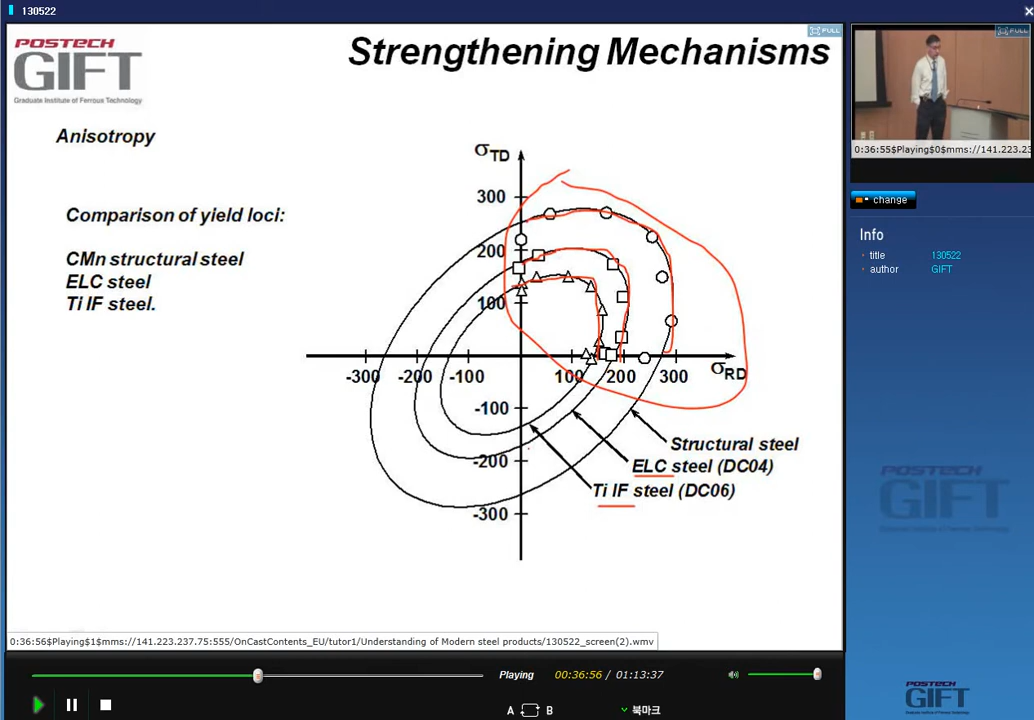 130522
POSTECH
GIFT
Graduate Institute of Ferrous Technology
Strengthening Mechanisms
FULL
FULL
Anisotropy
Comparison of yield loci:
CMn structural steel
ELC steel
Ti IF steel.
σTD
300
200
100
-300 -200 -100 100 200 300 σRD
-100
-200
-300
Structural steel
ELC steel (DC04)
Ti IF steel (DC06)
0:36:55$Playing$0$mms://141.223.23
change
Info
title 130522
author GIFT
0:36:56$Playing$1$mms://141.223.237.75:555/OnCastContents_EU/tutor1/Understanding of Modern steel products/130522_screen(2).wmv
Playing 00:36:56 / 01:13:37
A B 북마크
POSTECH
GIFT
POSTECH
GIFT